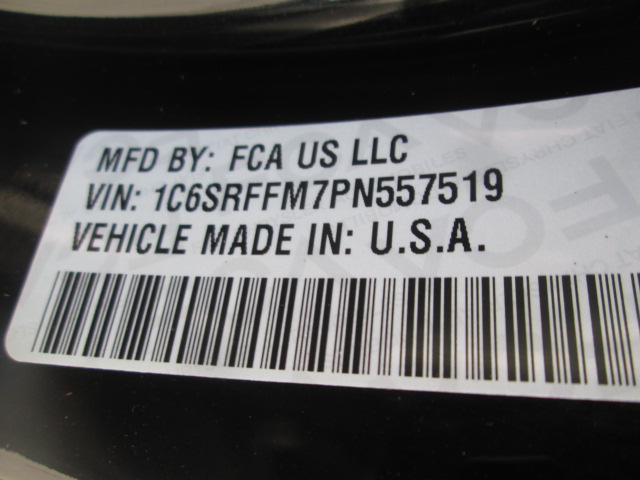 MFD BY: FCA US LLC
VIN: 1C6SRFFM7PN557519
VEHICLE MADE IN: U.S.A.